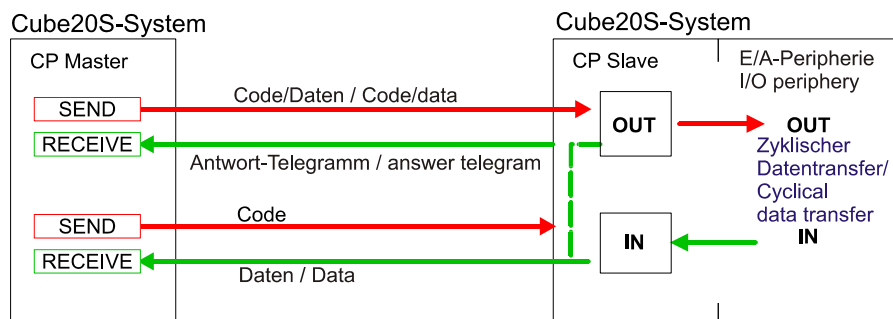 Cube20S-System
CP Master
SEND
RECEIVE
SEND
RECEIVE
Code/Daten / Code/data
Antwort-Telegramm / answer telegram
Code
Daten / Data
Cube20S-System
CP Slave
OUT
IN
E/A-Peripherie
I/O periphery
OUT
Zyklischer
Datentransfer/
Cyclical
data transfer
IN